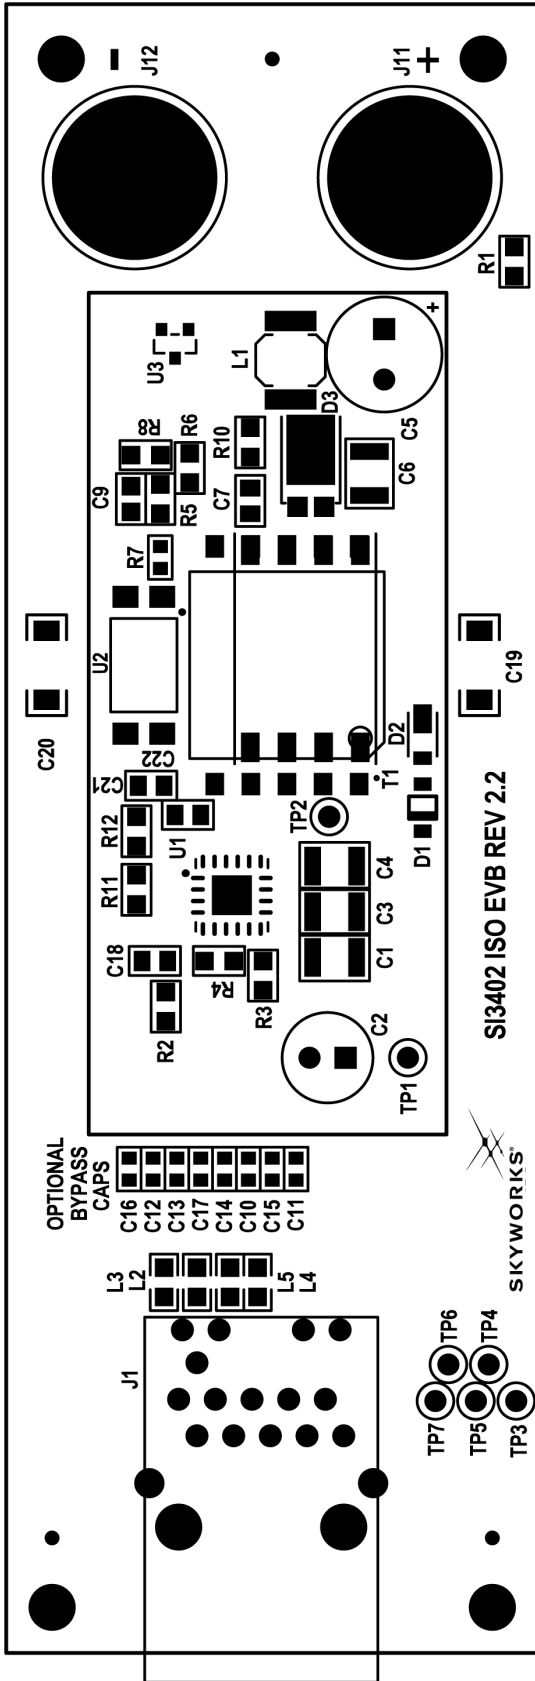 -
J12
J11
+
R1
+
U3
L1
D3
C5
R8
R6
R10
C6
C9
R5
C7
R7
U2
C20
C19
D2
C22
C21
T1
TP2
R12
U1
D1
C4
R11
C3
C18
R4
C1
R3
R2
C2
TP1
SI3402 ISO EVB REV 2.2
OPTIONAL
BYPASS
CAPS
C16
C12
C13
C17
C14
C10
C15
C11
SKYWORKS®
L3
L2
L5
L4
J1
TP6
TP4
TP7
TP5
TP3